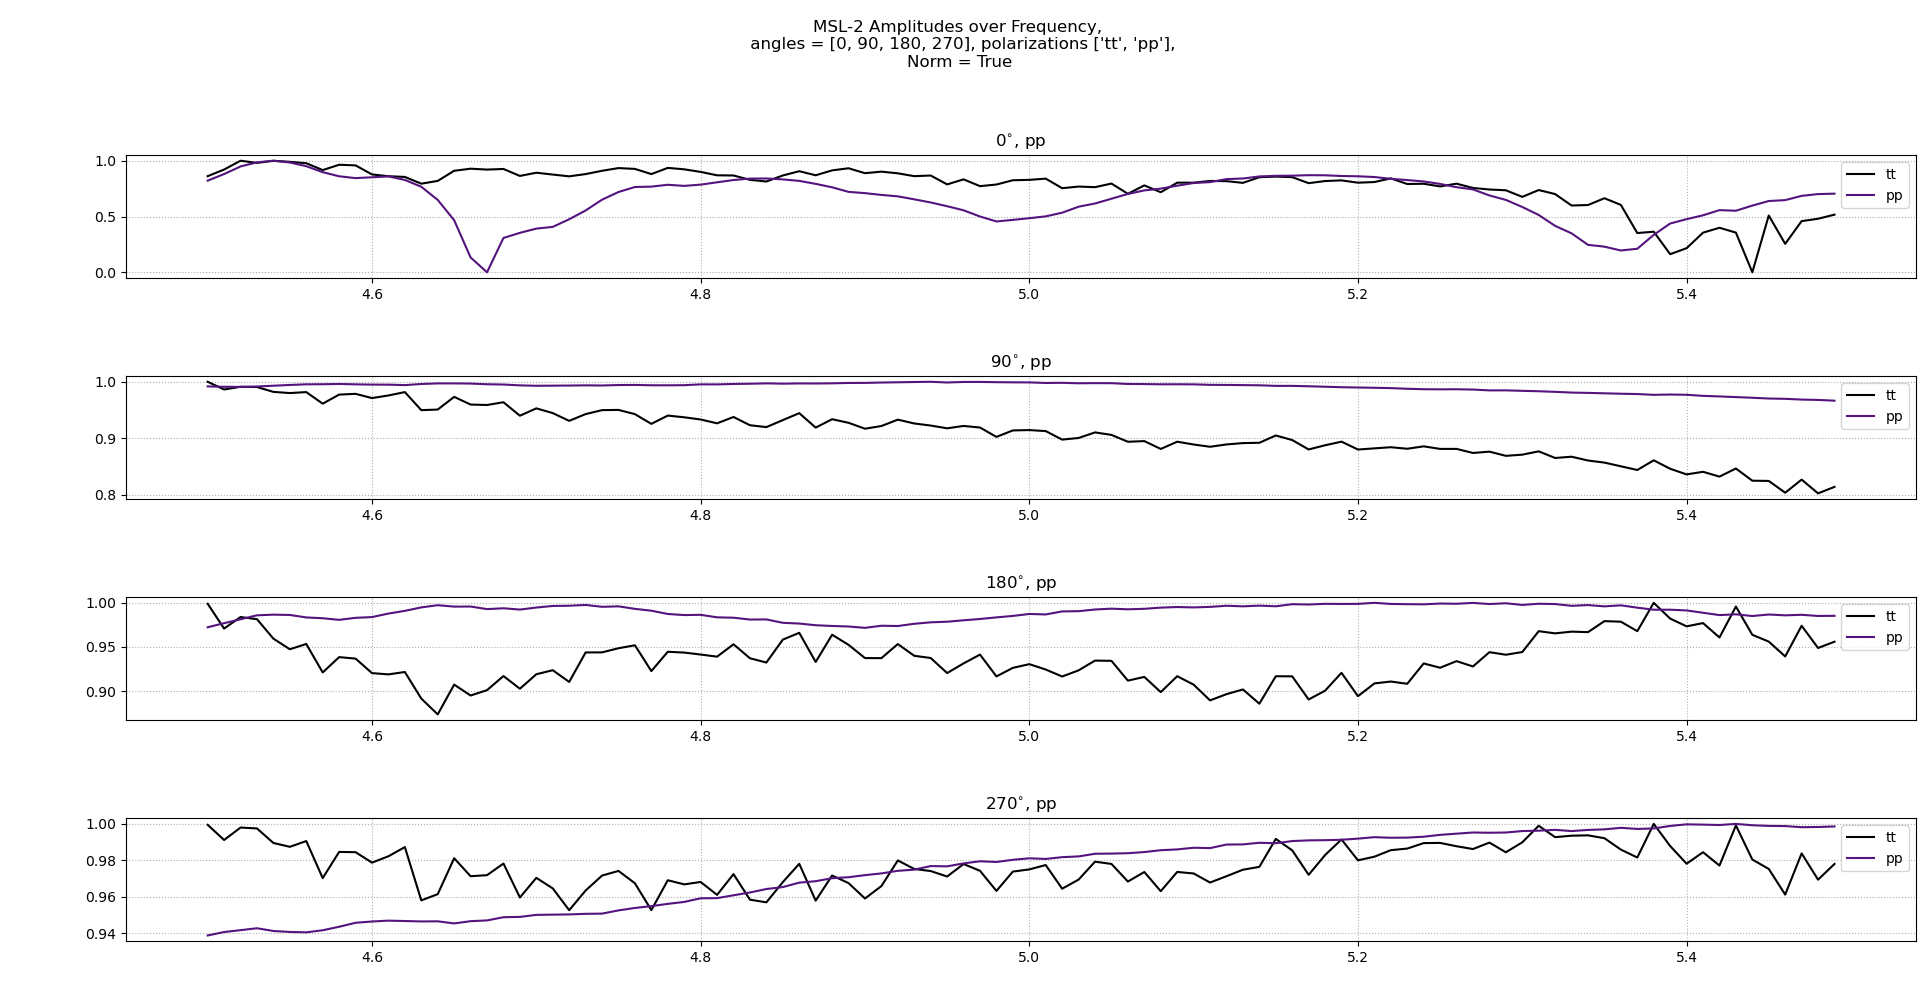 MSL-2 Amplitudes over Frequency,
angles = [0, 90, 180, 270], polarizations ['tt', 'pp'],
Norm = True
0°, pp
1.0
0.5
0.0
tt
pp
4.6 4.8 5.0 5.2 5.4
90°, pp
1.0
0.9
0.8
tt
pp
4.6 4.8 5.0 5.2 5.4
180°, pp
1.00
0.95
0.90
tt
pp
4.6 4.8 5.0 5.2 5.4
270°, pp
1.00
0.98
0.96
0.94
tt
pp
4.6 4.8 5.0 5.2 5.4